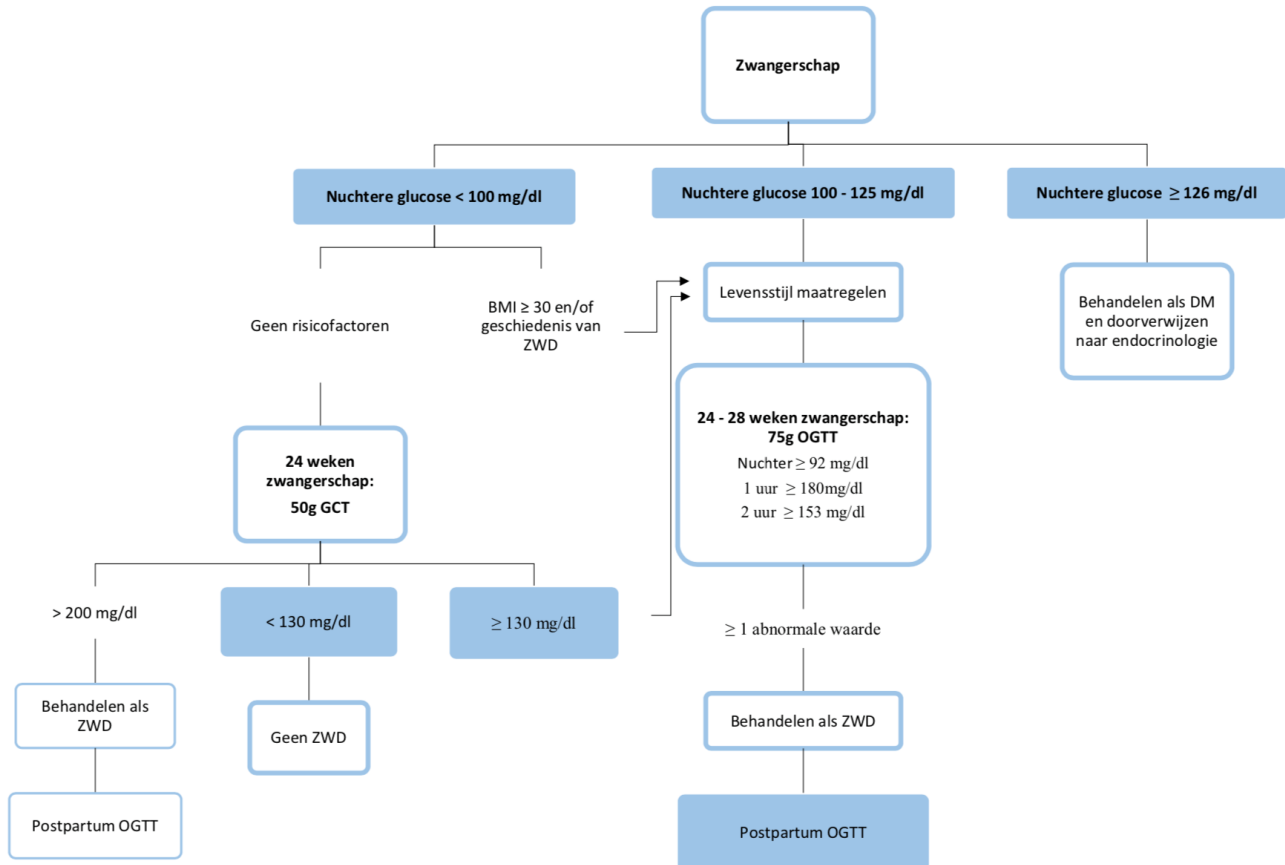 Zwangerschap
Nuchtere glucose < 100 mg/dl
Nuchtere glucose 100 - 125 mg/dl
Nuchtere glucose ≥ 126 mg/dl
Geen risicofactoren
BMI ≥ 30 en/of
geschiedenis van
ZWD
Levensstijl maatregelen
Behandelen als DM
en doorverwijzen
naar endocrinologie
24 weken
zwangerschap:
50g GCT
24 - 28 weken zwangerschap:
75g OGTT
Nuchter ≥ 92 mg/dl
1 uur ≥ 180mg/dl
2 uur ≥ 153 mg/dl
> 200 mg/dl
< 130 mg/dl
≥ 130 mg/dl
≥ 1 abnormale waarde
Behandelen als
ZWD
Geen ZWD
Behandelen als ZWD
Postpartum OGTT
Postpartum OGTT